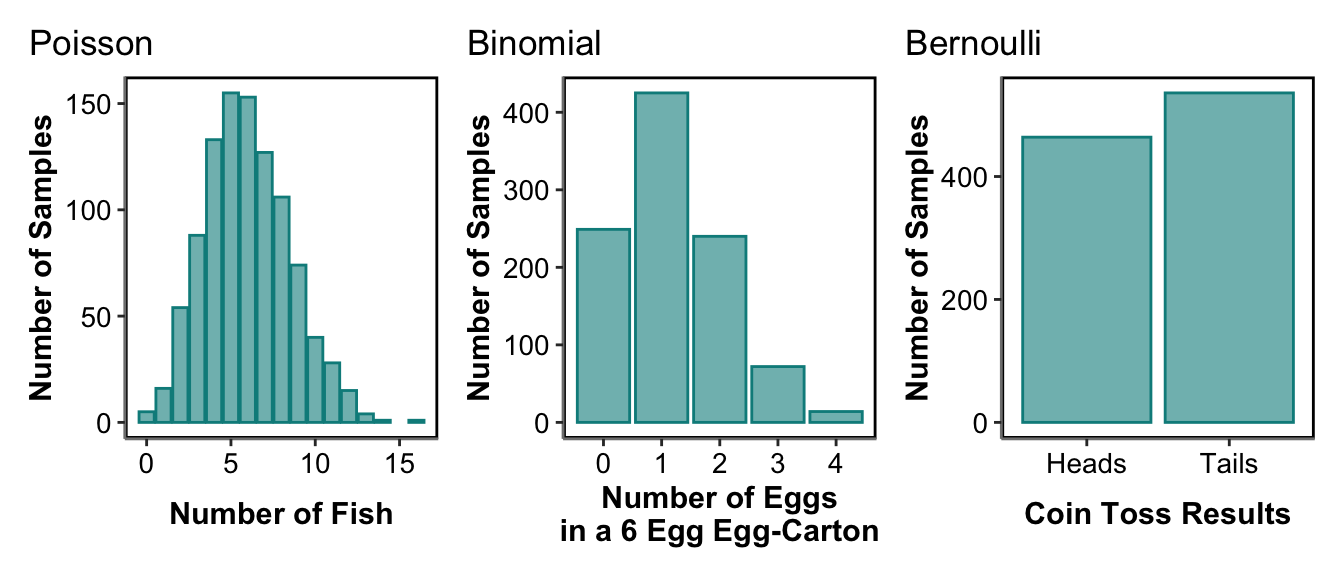 Poisson
Number of Samples
150
100
50
0
0 5 10 15
Number of Fish
Binomial
Number of Samples
400
300
200
100
0
0 1 2 3 4
Number of Eggs
in a 6 Egg Egg-Carton
Bernoulli
Number of Samples
400
200
0
Heads Tails
Coin Toss Results